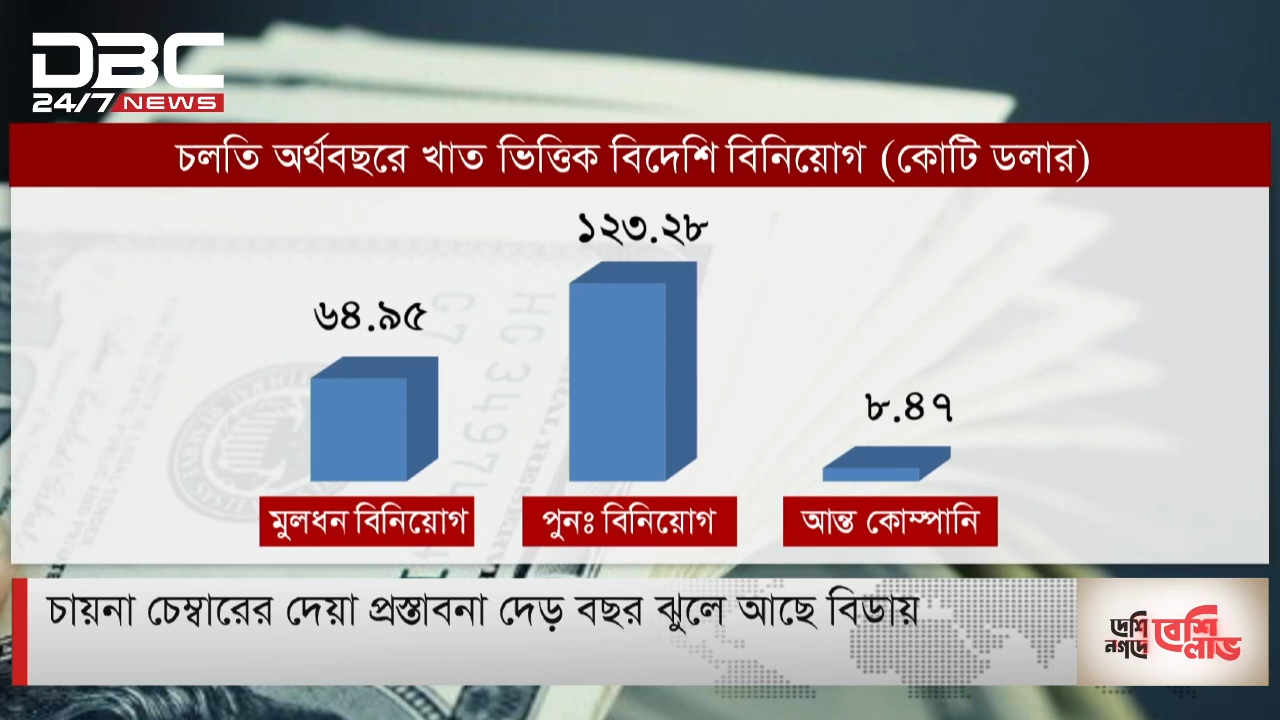 DBC
24/7 NEWS
চলতি অর্থবছরে খাত ভিত্তিক বিদেশি বিনিয়োগ (কোটি ডলার)
৬৪.৯৫
১২৩.২৮
৮.৪৭
মুলধন বিনিয়োগ
পুনঃ বিনিয়োগ
আন্ত কোম্পানি
চায়না চেম্বারের দেয়া প্রস্তাবনা দেড় বছর ঝুলে আছে বিডায়
বেশি
লাভ